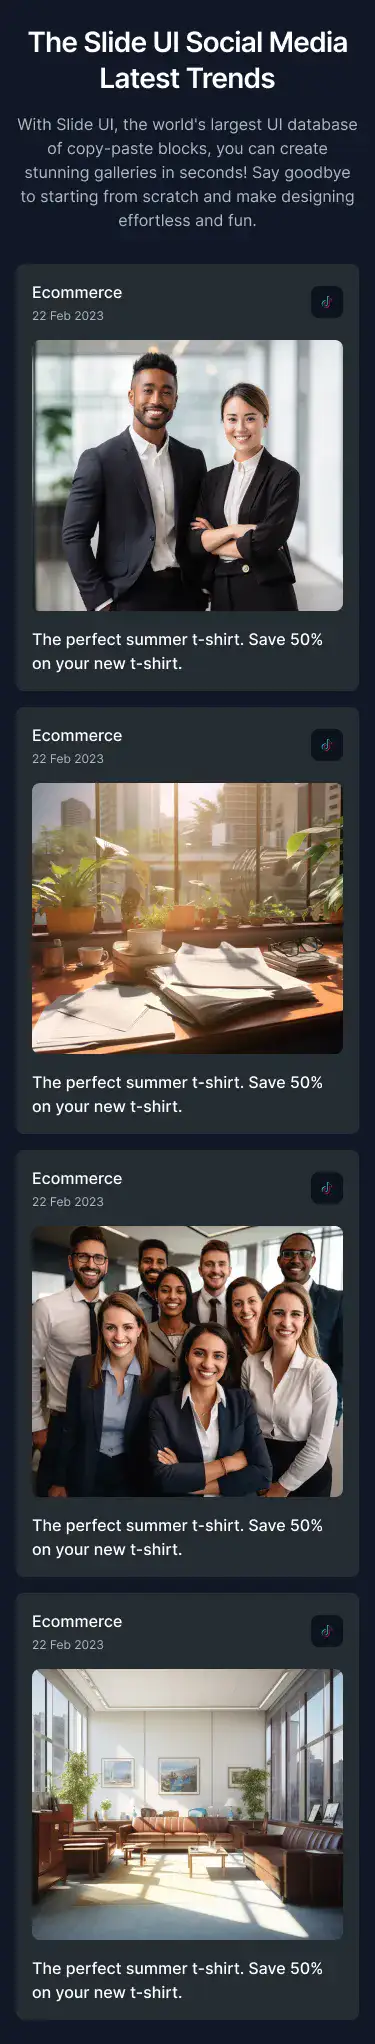 The Slide UI Social Media
Latest Trends
With Slide UI, the world's largest UI database
of copy-paste blocks, you can create
stunning galleries in seconds! Say goodbye
to starting from scratch and make designing
effortless and fun.
Ecommerce
22 Feb 2023
The perfect summer t-shirt. Save 50%
on your new t-shirt.
Ecommerce
22 Feb 2023
The perfect summer t-shirt. Save 50%
on your new t-shirt.
Ecommerce
22 Feb 2023
The perfect summer t-shirt. Save 50%
on your new t-shirt.
Ecommerce
22 Feb 2023
The perfect summer t-shirt. Save 50%
on your new t-shirt.